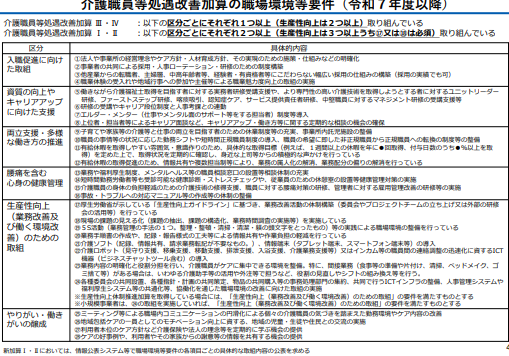 介護職員等処遇改善加算の職場環境等要件（令和７年度以降）
介護職員等処遇改善加算 Ⅲ・Ⅳ ：以下の区分ごとにそれぞれ１つ以上（生産性向上は２つ以上）取り組んでいる
介護職員等処遇改善加算 Ⅰ・Ⅱ ：以下の区分ごとにそれぞれ２つ以上（生産性向上は３つ以上うち⑰又は⑱は必須）取り組んでいる
区分
具体的内容
入職促進に向けた取組
①法人や事業所の経営理念やケア方針・人材育成方針、その実現のための施策・仕組みなどの明確化
②事業者の共同による採用・人事ローテーション・研修のための制度構築
③他産業からの転職者、主婦層、中高年齢者等、経験者・有資格者等にこだわらない幅広い採用の仕組みの構築（採用の実績でも可）
④職業体験の受入れや地域行事への参加や主催等による職業魅力度向上の取組の実施
資質の向上やキャリアアップに向けた支援
⑤働きながら介護福祉士取得を目指す者に対する実務者研修受講支援や、より専門性の高い介護技術を取得しようとする者に対するユニットリーダー研修、ファーストステップ研修、喀痰吸引、認知症ケア、サービス提供責任者研修、中堅職員に対するマネジメント研修の受講支援等
⑥研修の受講やキャリア段位制度と人事考課との連動
⑦エルダー・メンター（仕事やメンタル面のサポート等をする担当者）制度等導入
⑧上位者・担当者等によるキャリア面談など、キャリアアップ・働き方等に関する定期的な相談の機会の確保
両立支援・多様な働き方の推進
⑨子育てや家族等の介護等と仕事の両立を目指す者のための休業制度等の充実、事業所内託児施設の整備
⑩職員の事情等の状況に応じた勤務シフトや短時間正規職員制度の導入、職員の希望に即した非正規職員から正規職員への転換の制度等の整備
⑪有給休暇を取得しやすい雰囲気・意識作りのため、具体的な取得目標（例えば、１週間以上の休暇を年に●回取得、付与日数のうち●％以上を取得）を定めた上で、取得状況を定期的に確認し、身近な上司等からの積極的な声かけを行っている
⑫有給休暇の取得促進のため、情報共有や複数担当制等により、業務の属人化の解消、業務配分の偏りの解消を行っている
腰痛を含む心身の健康管理
⑬業務や福利厚生制度、メンタルヘルス等の職員相談窓口の設置等相談体制の充実
⑭短時間勤務労働者等も受診可能な健康診断・ストレスチェックや、従業員のための休憩室の設置等健康管理対策の実施
⑮介護職員の身体の負担軽減のための介護技術の修得支援、職員に対する腰痛対策の研修、管理者に対する雇用管理改善の研修等の実施
⑯事故・トラブルへの対応マニュアル等の作成等の体制の整備
生産性向上（業務改善及び働く環境改善）のための取組
⑰厚生労働省が示している「生産性向上ガイドライン」に基づき、業務改善活動の体制構築（委員会やプロジェクトチームの立ち上げ又は外部の研修会の活用等）を行っている
⑱現場の課題の見える化（課題の抽出、課題の構造化、業務時間調査の実施等）を実施している
⑲５Ｓ活動（業務管理の手法の１つ。整理・整頓・清掃・清潔・躾の頭文字をとったもの）等の実践による職場環境の整備を行っている
⑳業務手順書の作成や、記録・報告様式の工夫等による情報共有や作業負担の軽減を行っている
㉑介護ソフト（記録、情報共有、請求業務転記が不要なもの。）、情報端末（タブレット端末、スマートフォン端末等）の導入
㉒介護ロボット（見守り支援、移乗支援、移動支援、排泄支援、入浴支援、介護業務支援等）又はインカム等の職員間の連絡調整の迅速化に資するICT機器（ビジネスチャットツール含む）の導入
㉓業務内容の明確化と役割分担を行い、介護職員がケアに集中できる環境を整備。特に、間接業務（食事等の準備や片付け、清掃、ベッドメイク、ゴミ捨て等）がある場合は、いわゆる介護助手等の活用や外注等で担うなど、役割の見直しやシフトの組み換え等を行う。
㉔各種委員会の共同設置、各種指針・計画の共同策定、物品の共同購入等の事務処理部門の集約、共同で行うICTインフラの整備、人事管理システムや福利厚生システム等の共通化等、協働化を通じた職場環境の改善に向けた取組の実施
※生産性向上体制推進加算を取得している場合には、「生産性向上（業務改善及び働く環境改善）のための取組」の要件を満たすものとする
※小規模事業者は、㉔の取組を実施していれば、「生産性向上（業務改善及び働く環境改善）のための取組」の要件を満たすものとする
やりがい・働きがいの醸成
㉕ミーティング等による職場内コミュニケーションの円滑化による個々の介護職員の気づきを踏まえた勤務環境やケア内容の改善
㉖地域包括ケアの一員としてのモチベーション向上に資する、地域の児童・生徒や住民との交流の実施
㉗利用者本位のケア方針など介護保険や法人の理念等を定期的に学ぶ機会の提供
㉘ケアの好事例や、利用者やその家族からの謝意等の情報を共有する機会の提供
新加算Ⅰ・Ⅱにおいては、情報公表システム等で職場環境等要件の各項目ごとの具体的な取組内容の公表を求める